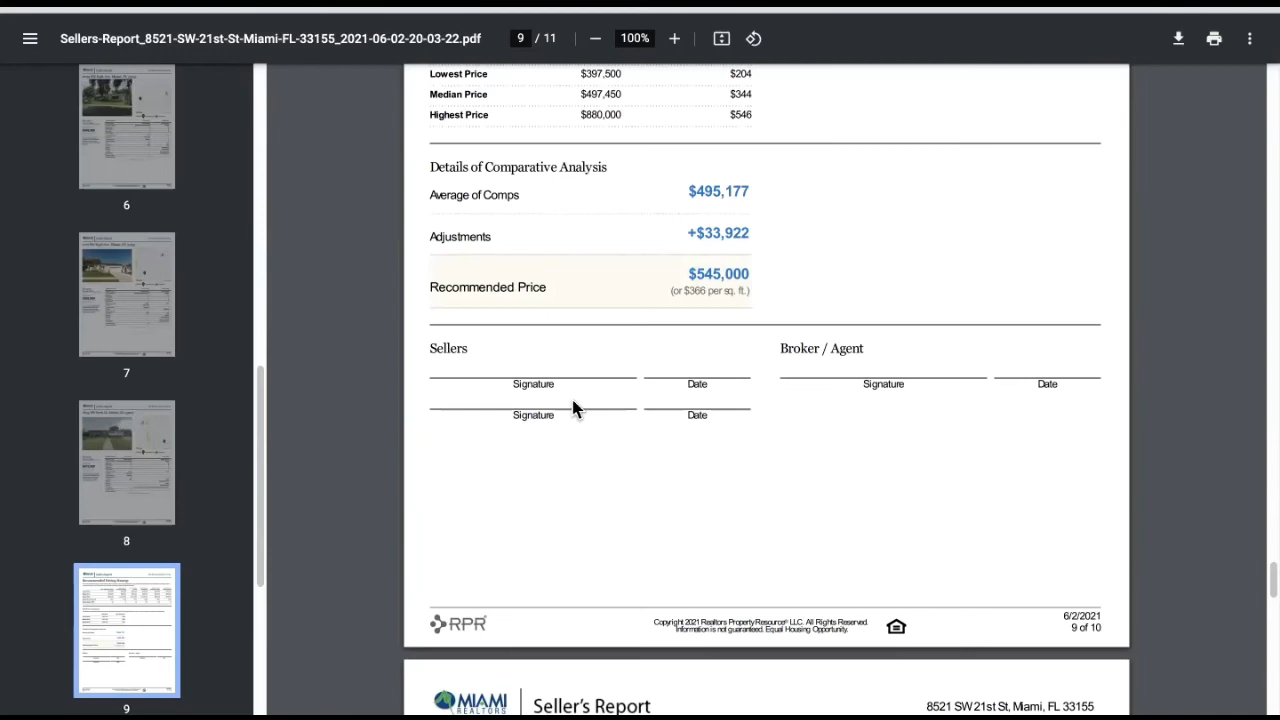 Sellers-Report_8521-SW-21st-St-Miami-FL-33155_2021-06-02-20-03-22.pdf
9 / 11
100%
6
7
8
9
Lowest Price $397,500 $204
Median Price $497,450 $344
Highest Price $880,000 $546
Details of Comparative Analysis
Average of Comps $495,177
Adjustments +$33,922
Recommended Price $545,000
(or $366 per sq. ft.)
Sellers
Broker / Agent
Signature Date Signature Date
Signature Date
RPR
Copyright 2021 Realtors Property Resource® LLC. All Rights Reserved.
Information is not guaranteed. Equal Housing Opportunity.
6/2/2021
9 of 10
MIAMI
REALTORS
Seller's Report
8521 SW 21st St, Miami, FL 33155